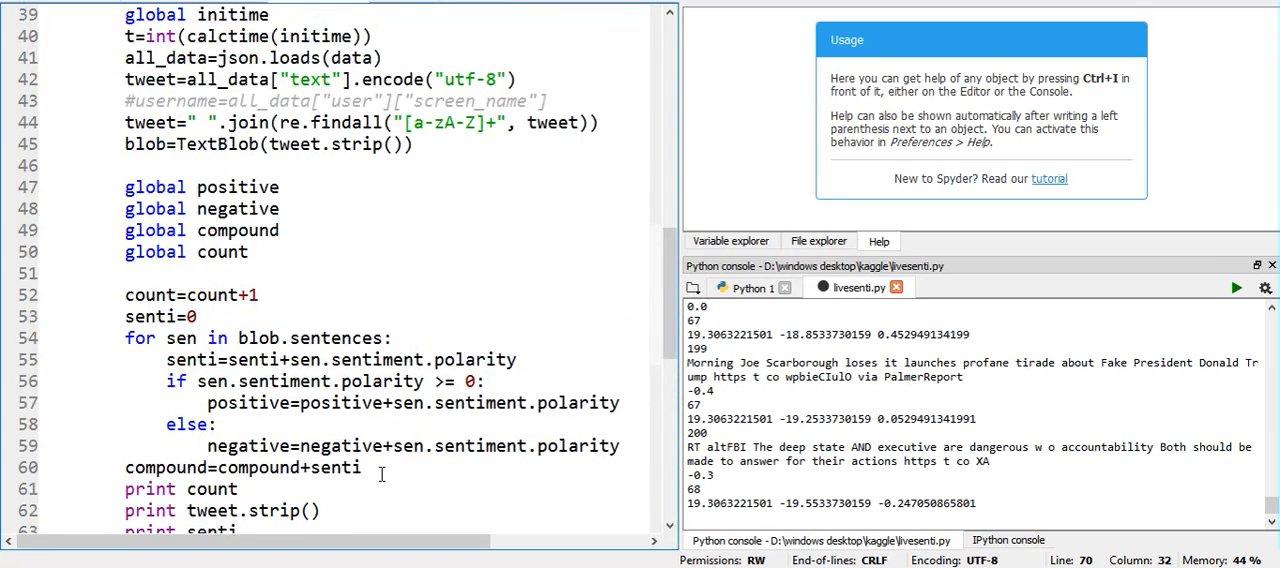 39 global initime
40 t=int(calctime(initime))
41 all_data=json.loads(data)
42 tweet=all_data["text"].encode("utf-8")
43 #username=all_data["user"]["screen_name"]
44 tweet=" ".join(re.findall("[a-zA-Z]+", tweet))
45 blob=TextBlob(tweet.strip())
46
47 global positive
48 global negative
49 global compound
50 global count
51
52 count=count+1
53 senti=0
54 for sen in blob.sentences:
55 senti=senti+sen.sentiment.polarity
56 if sen.sentiment.polarity >= 0:
57 positive=positive+sen.sentiment.polarity
58 else:
59 negative=negative+sen.sentiment.polarity
60 compound=compound+senti
61 print count
62 print tweet.strip()
63 print senti
Usage
Here you can get help of any object by pressing Ctrl+I in
front of it, either on the Editor or the Console.
Help can also be shown automatically after writing a left
parenthesis next to an object. You can activate this
behavior in Preferences > Help.
New to Spyder? Read our tutorial
Variable explorer File explorer Help
Python console - D:\windows desktop\kaggle\livesenti.py
Python 1 livesenti.py
0.0
67
19.3063221501 -18.8533730159 0.452949134199
199
Morning Joe Scarborough loses it launches profane tirade about Fake President Donald Tr
ump https t co wpbieCIulO via PalmerReport
-0.4
67
19.3063221501 -19.2533730159 0.0529491341991
200
RT altFBI The deep state AND executive are dangerous w o accountability Both should be
made to answer for their actions https t co XA
-0.3
68
19.3063221501 -19.5533730159 -0.247050865801
Python console - D:\windows desktop\kaggle\livesenti.py IPython console
Permissions: RW End-of-lines: CRLF Encoding: UTF-8 Line: 70 Column: 32 Memory: 44 %